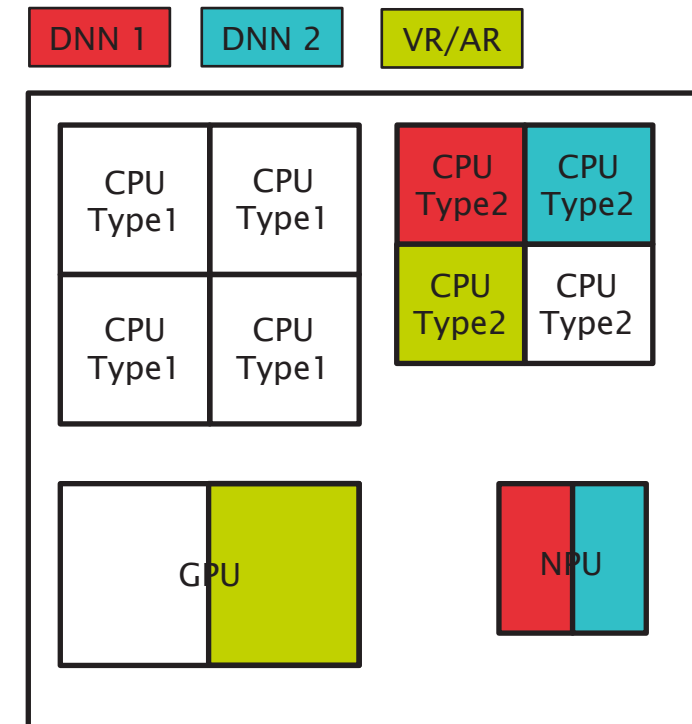 DNN 1
DNN 2
VR/AR
CPU
Type1
CPU
Type1
CPU
Type2
CPU
Type2
CPU
Type1
CPU
Type1
CPU
Type2
CPU
Type2
GPU
NPU